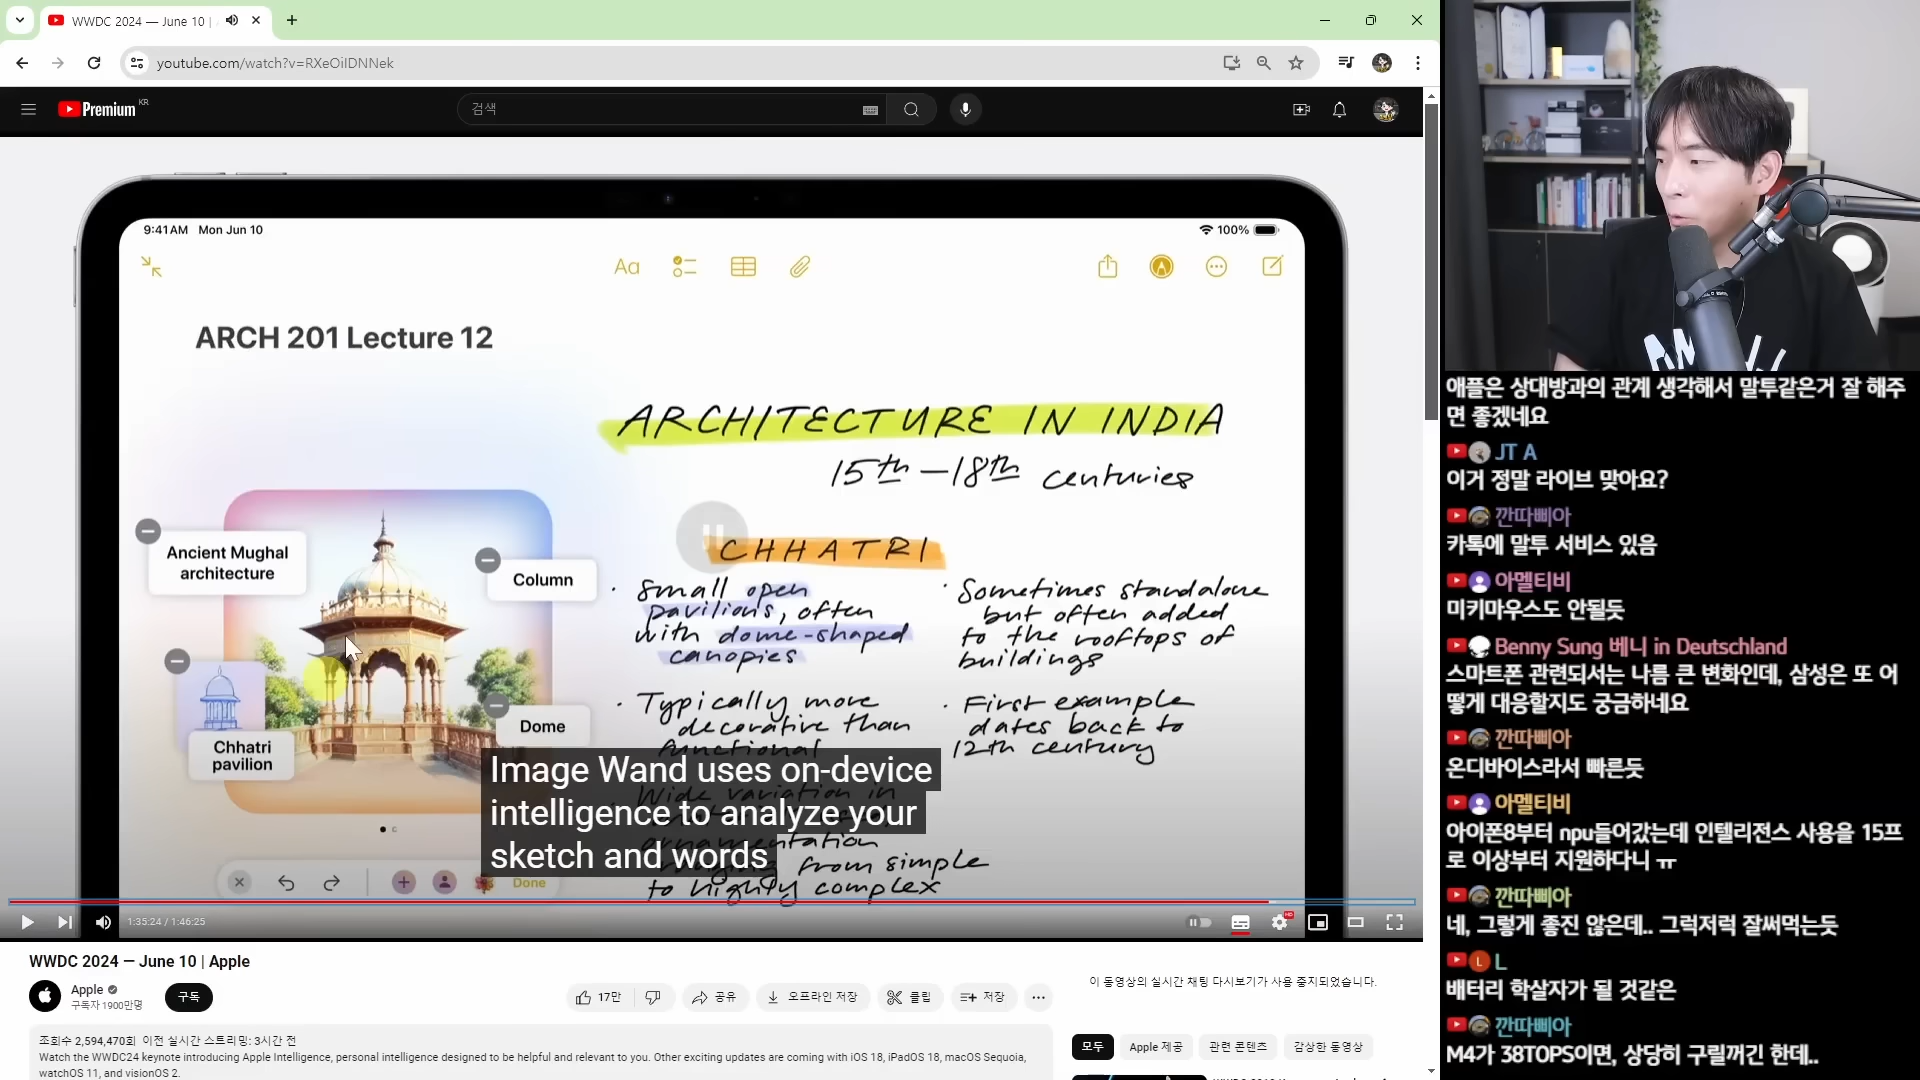 WWDC 2024 — June 10 |
youtube.com/watch?v=RXeOiIDNNek
Premium KR
검색
9:41AM Mon Jun 10
100%
Aa
ARCH 201 Lecture 12
ARCHITECTURE IN INDIA
15th – 18th centuries
CHHATRI
Ancient Mughal
architecture
Column
Chhatri
pavilion
Dome
· Small open
pavilions, often
with dome-shaped
canopies
· Typically more
decorative than
functional
Wide variation in
ornamentation
from simple
to highly complex
· Sometimes standalone
but often added
to the rooftops of
buildings
· First example
dates back to
12th century
Image Wand uses on-device
intelligence to analyze your
sketch and words
Done
1:35:24 / 1:46:25
HD
WWDC 2024 — June 10 | Apple
Apple
구독자 1900만명
구독
17만
공유
오프라인 저장
클립
저장
이 동영상의 실시간 채팅 다시보기가 사용 중지되었습니다.
조회수 2,594,470회 이전 실시간 스트리밍: 3시간 전
Watch the WWDC24 keynote introducing Apple Intelligence, personal intelligence designed to be helpful and relevant to you. Other exciting updates are coming with iOS 18, iPadOS 18, macOS Sequoia,
watchOS 11, and visionOS 2.
모두
Apple 제공
관련 콘텐츠
감상한 동영상
애플은 상대방과의 관계 생각해서 말투같은거 잘 해주
면 좋겠네요
JT A
이거 정말 라이브 맞아요?
깐따삐아
카톡에 말투 서비스 있음
아멜티비
미키마우스도 안될듯
Benny Sung 베니 in Deutschland
스마트폰 관련되서는 나름 큰 변화인데, 삼성은 또 어
떻게 대응할지도 궁금하네요
깐따삐아
온디바이스라서 빠른듯
아멜티비
아이폰8부터 npu들어갔는데 인텔리전스 사용을 15프
로 이상부터 지원하다니 ㅠ
깐따삐아
네, 그렇게 좋진 않은데.. 그럭저럭 잘써먹는듯
L
배터리 학살자가 될 것같은
깐따삐아
M4가 38TOPS이면, 상당히 구릴꺼긴 한데..